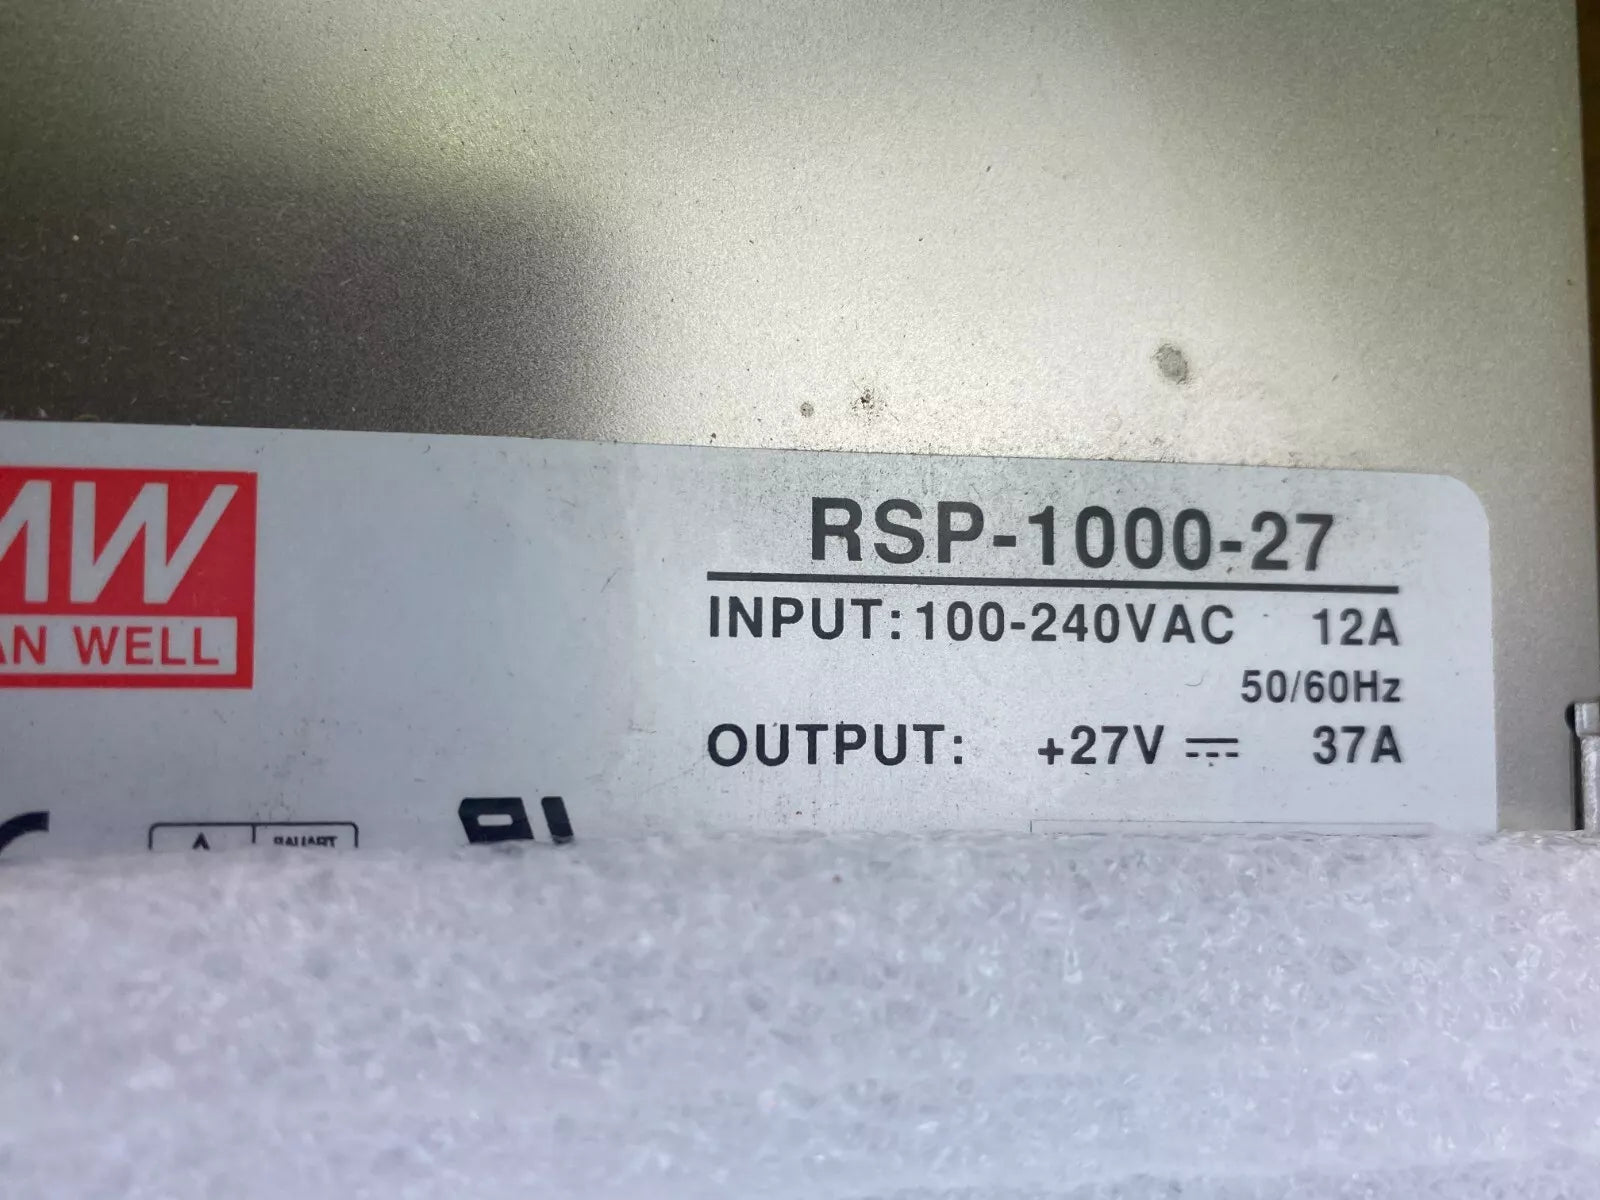 MW
AN WELL
RSP-1000-27
INPUT: 100-240VAC 12A
50/60Hz
OUTPUT: +27V ⎓ 37A